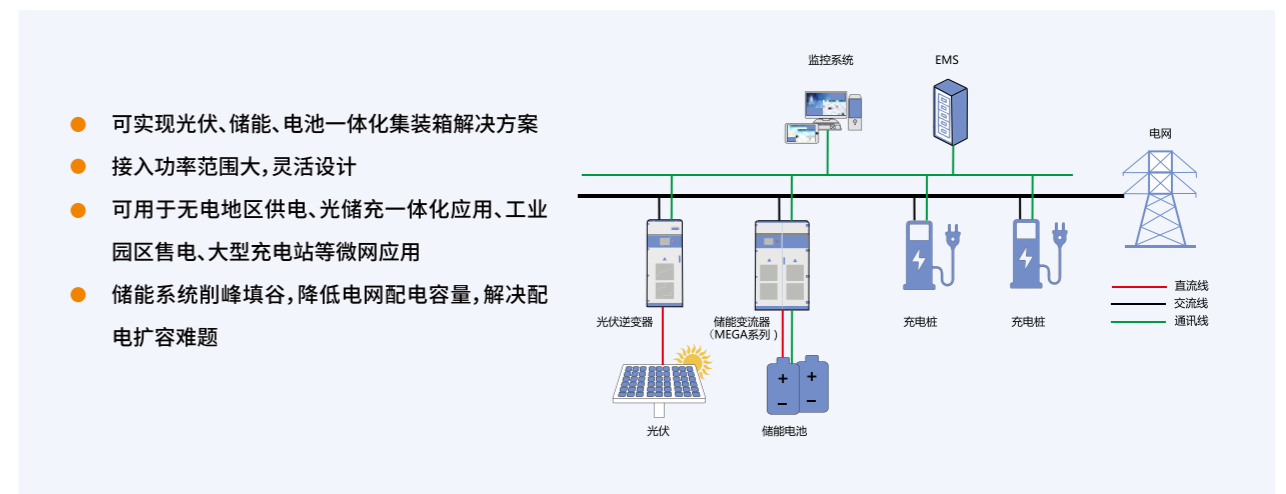 可实现光伏、储能、电池一体化集装箱解决方案
接入功率范围大，灵活设计
可用于无电地区供电、光储充一体化应用、工业
园区售电、大型充电站等微网应用
储能系统削峰填谷，降低电网配电容量，解决配
电扩容难题
监控系统
EMS
电网
光伏逆变器
储能变流器
（MEGA系列）
充电桩
充电桩
直流线
交流线
通讯线
光伏
储能电池